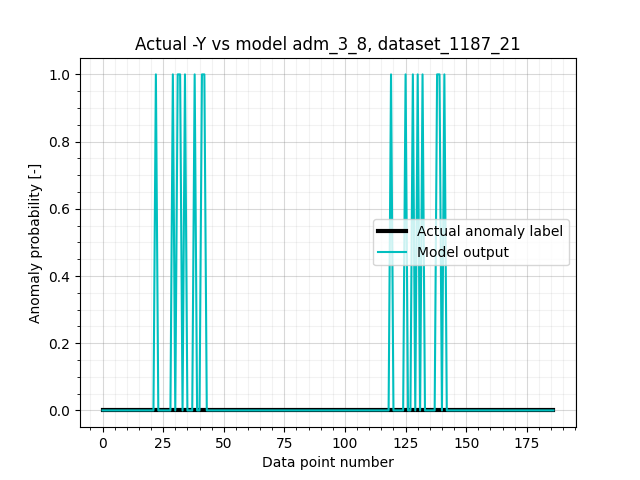 Actual -Y vs model adm_3_8, dataset_1187_21
Anomaly probability [-]
1.0
0.8
0.6
0.4
0.2
0.0
Actual anomaly label
Model output
0 25 50 75 100 125 150 175
Data point number